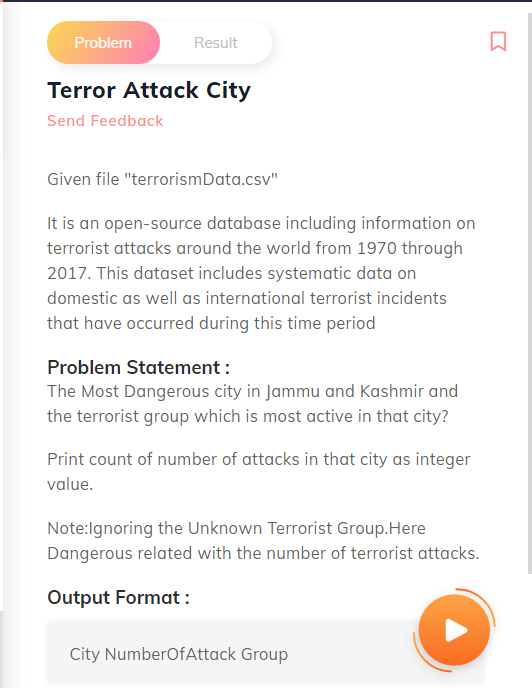 Problem
Result
Terror Attack City
Send Feedback
Given file "terrorismData.csv"
It is an open-source database including information on
terrorist attacks around the world from 1970 through
2017. This dataset includes systematic data on
domestic as well as international terrorist incidents
that have occurred during this time period
Problem Statement :
The Most Dangerous city in Jammu and Kashmir and
the terrorist group which is most active in that city?
Print count of number of attacks in that city as integer
value.
Note:Ignoring the Unknown Terrorist Group.Here
Dangerous related with the number of terrorist attacks.
Output Format :
City NumberOfAttack Group